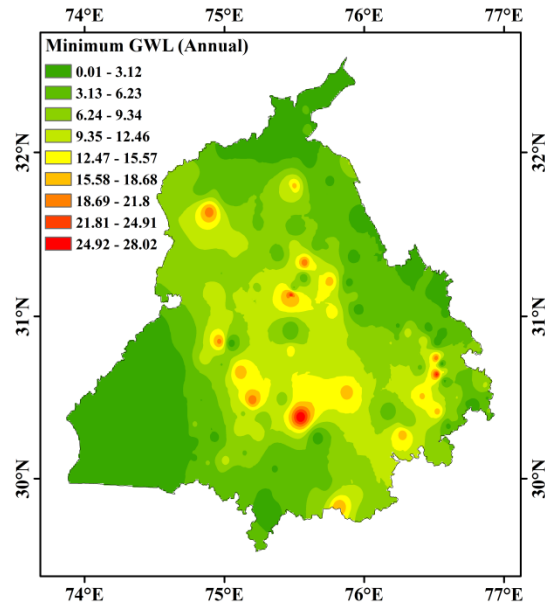 74°E 75°E 76°E 77°E
Minimum GWL (Annual)
0.01 - 3.12
3.13 - 6.23
6.24 - 9.34
9.35 - 12.46
12.47 - 15.57
15.58 - 18.68
18.69 - 21.8
21.81 - 24.91
24.92 - 28.02
32°N 32°N
31°N 31°N
30°N 30°N
74°E 75°E 76°E 77°E